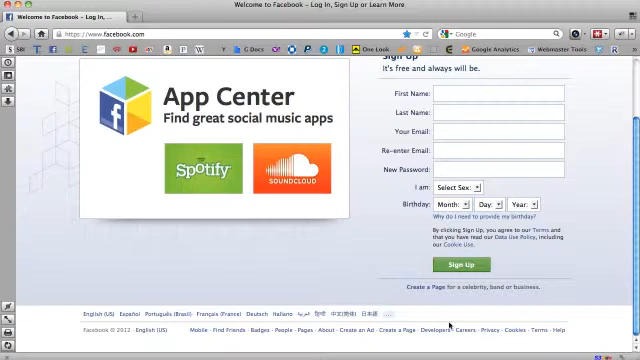 Welcome to Facebook – Log In, Sign Up or Learn More
Welcome to Facebook – Log In, ...
https://www.facebook.com
Google
SRI
G Docs
One Look
Google Analytics
Webmaster Tools
Sign Up
It's free and always will be.
App Center
Find great social music apps
Spotify
SOUNDCLOUD
First Name:
Last Name:
Your Email:
Re-enter Email:
New Password:
I am: Select Sex:
Birthday: Month: Day: Year:
Why do I need to provide my birthday?
By clicking Sign Up, you agree to our Terms and
that you have read our Data Use Policy, including
our Cookie Use.
Sign Up
Create a Page for a celebrity, band or business.
English (US) Español Português (Brasil) Français (France) Deutsch Italiano العربية हिन्दी 中文(简体) 日本語 ...
Facebook © 2012 · English (US)
Mobile · Find Friends · Badges · People · Pages · About · Create an Ad · Create a Page · Developers · Careers · Privacy · Cookies · Terms · Help